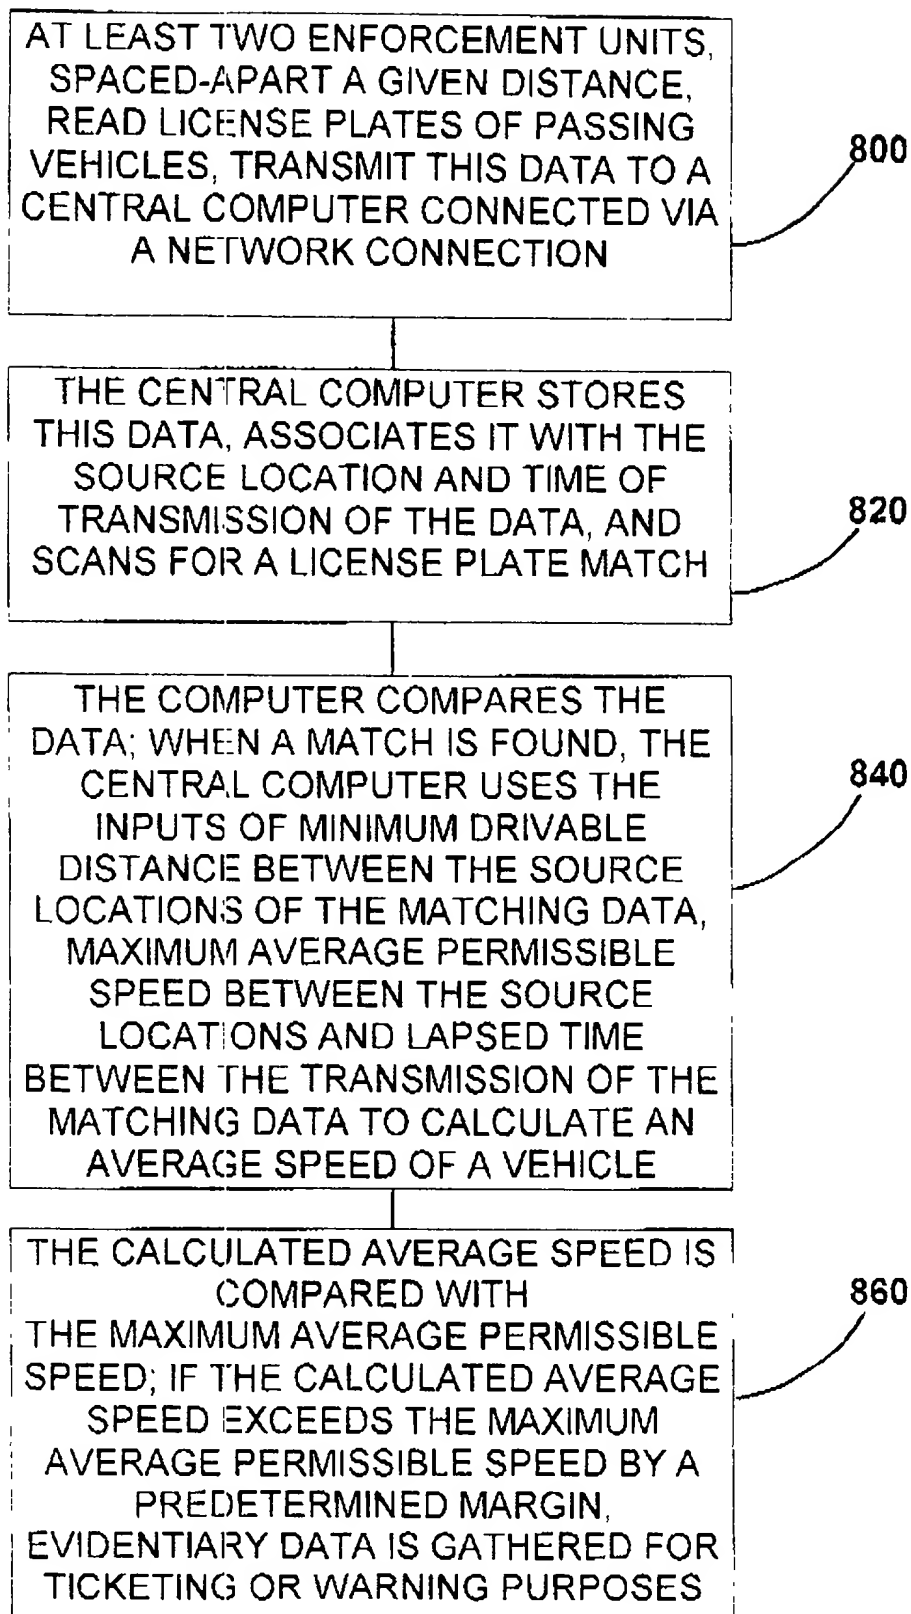 AT LEAST TWO ENFORCEMENT UNITS,
SPACED-APART A GIVEN DISTANCE,
READ LICENSE PLATES OF PASSING
VEHICLES, TRANSMIT THIS DATA TO A
CENTRAL COMPUTER CONNECTED VIA
A NETWORK CONNECTION
800
THE CENTRAL COMPUTER STORES
THIS DATA, ASSOCIATES IT WITH THE
SOURCE LOCATION AND TIME OF
TRANSMISSION OF THE DATA, AND
SCANS FOR A LICENSE PLATE MATCH
820
THE COMPUTER COMPARES THE
DATA; WHEN A MATCH IS FOUND, THE
CENTRAL COMPUTER USES THE
INPUTS OF MINIMUM DRIVABLE
DISTANCE BETWEEN THE SOURCE
LOCATIONS OF THE MATCHING DATA,
MAXIMUM AVERAGE PERMISSIBLE
SPEED BETWEEN THE SOURCE
LOCATIONS AND LAPSED TIME
BETWEEN THE TRANSMISSION OF THE
MATCHING DATA TO CALCULATE AN
AVERAGE SPEED OF A VEHICLE
840
THE CALCULATED AVERAGE SPEED IS
COMPARED WITH
THE MAXIMUM AVERAGE PERMISSIBLE
SPEED; IF THE CALCULATED AVERAGE
SPEED EXCEEDS THE MAXIMUM
AVERAGE PERMISSIBLE SPEED BY A
PREDETERMINED MARGIN,
EVIDENTIARY DATA IS GATHERED FOR
TICKETING OR WARNING PURPOSES
860